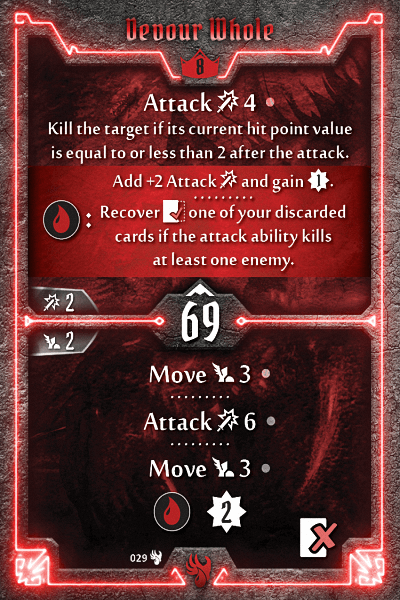 Devour Whole
8
Attack 4
Kill the target if its current hit point value
is equal to or less than 2 after the attack.
Add +2 Attack and gain 1.
: Recover one of your discarded
cards if the attack ability kills
at least one enemy.
2
69
2
Move 3
Attack 6
Move 3
2
029